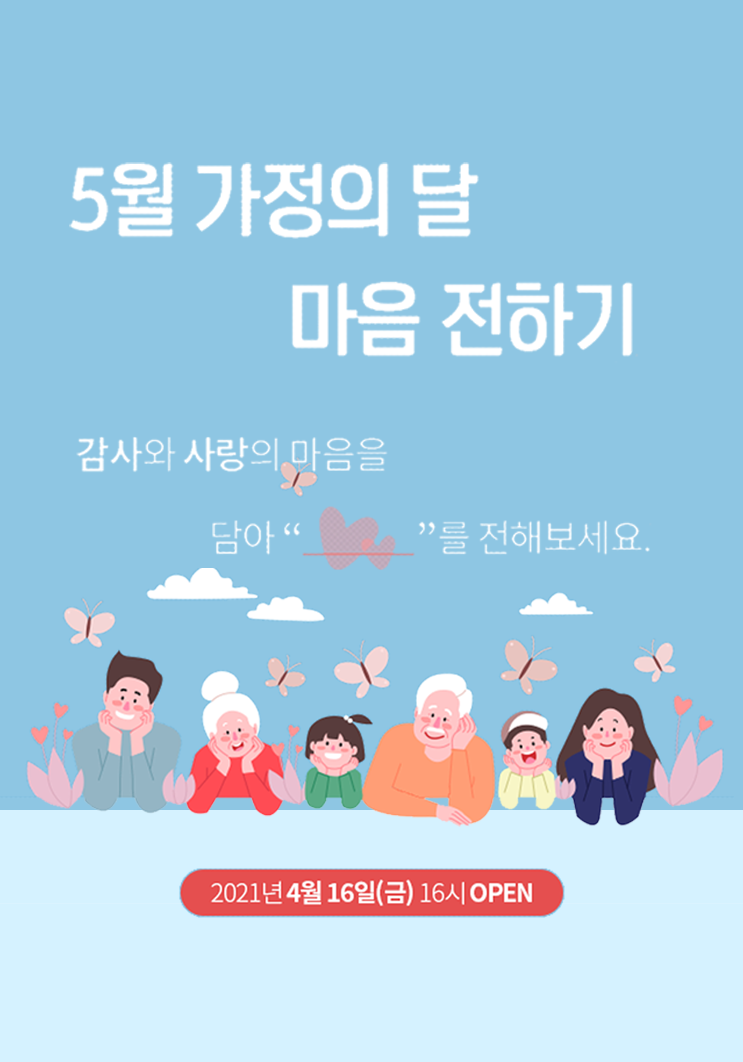 5월 가정의 달
마음 전하기
감사와 사랑의 마음을
담아 “ ”를 전해보세요.
2021년 4월 16일(금) 16시 OPEN